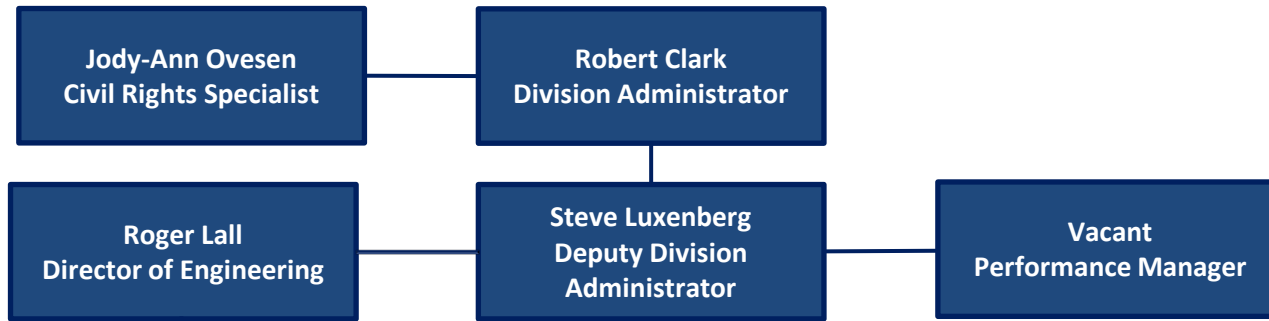 Jody-Ann Ovesen
Civil Rights Specialist
Robert Clark
Division Administrator
Roger Lall
Director of Engineering
Steve Luxenberg
Deputy Division
Administrator
Vacant
Performance Manager